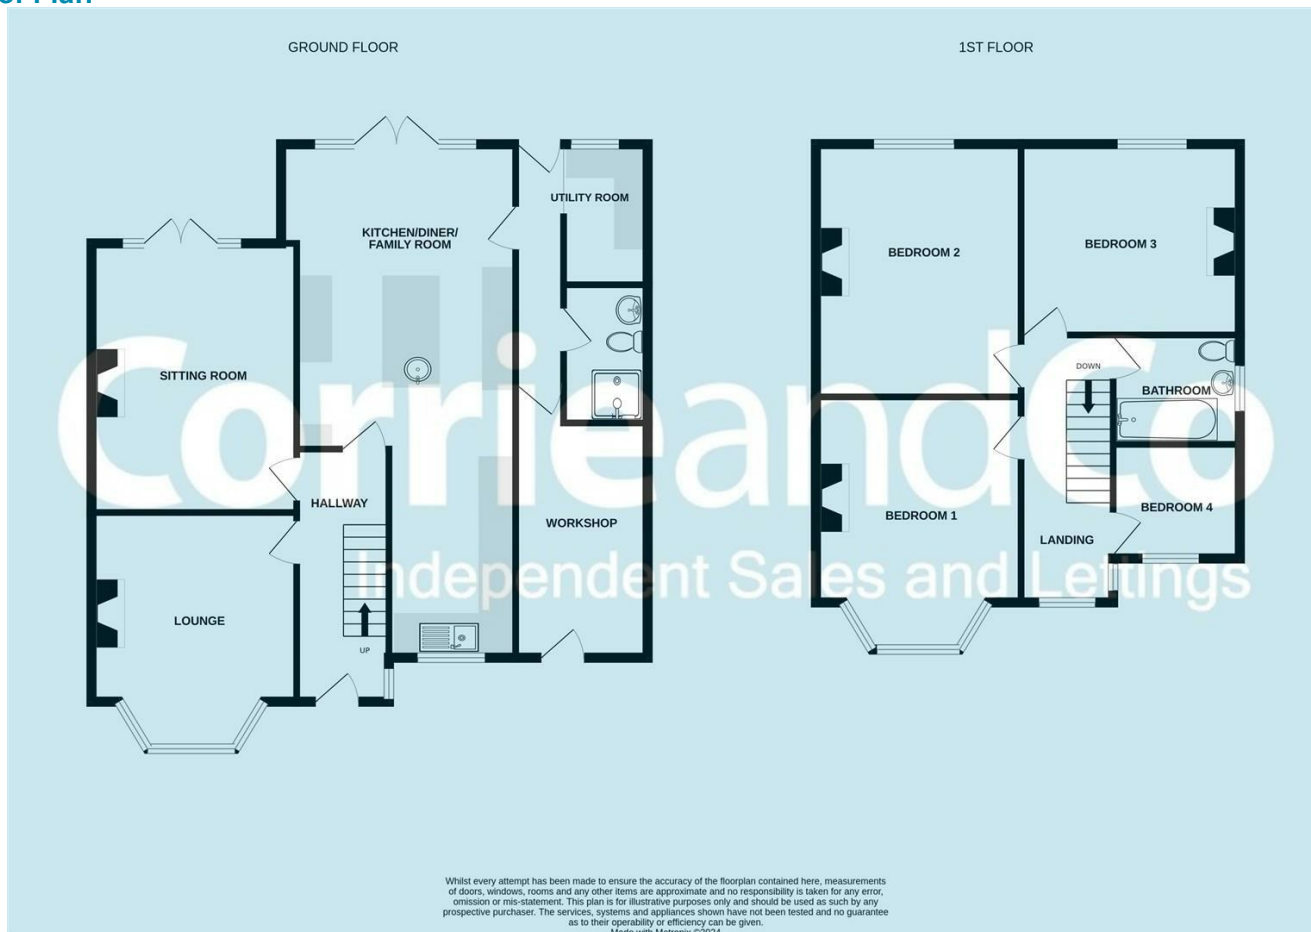 GROUND FLOOR
1ST FLOOR
UTILITY ROOM
KITCHEN/DINER/
FAMILY ROOM
BEDROOM 2
BEDROOM 3
SITTING ROOM
DOWN
BATHROOM
CorrieandCo
HALLWAY
WORKSHOP
BEDROOM 1
BEDROOM 4
LANDING
Independent Sales and Lettings
LOUNGE
UP
Whilst every attempt has been made to ensure the accuracy of the floorplan contained here, measurements
of doors, windows, rooms and any other items are approximate and no responsibility is taken for any error,
omission or mis-statement. This plan is for illustrative purposes only and should be used as such by any
prospective purchaser. The services, systems and appliances shown have not been tested and no guarantee
as to their operability or efficiency can be given.
Made with Metropix ©2024